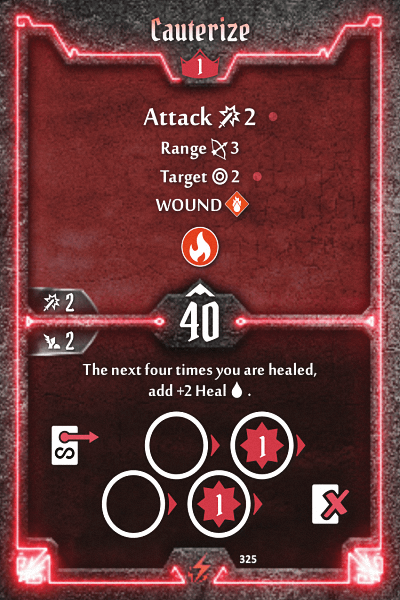 Cauterize
1
Attack 2
Range 3
Target 2
WOUND
2
40
2
The next four times you are healed,
add +2 Heal .
1
1
325